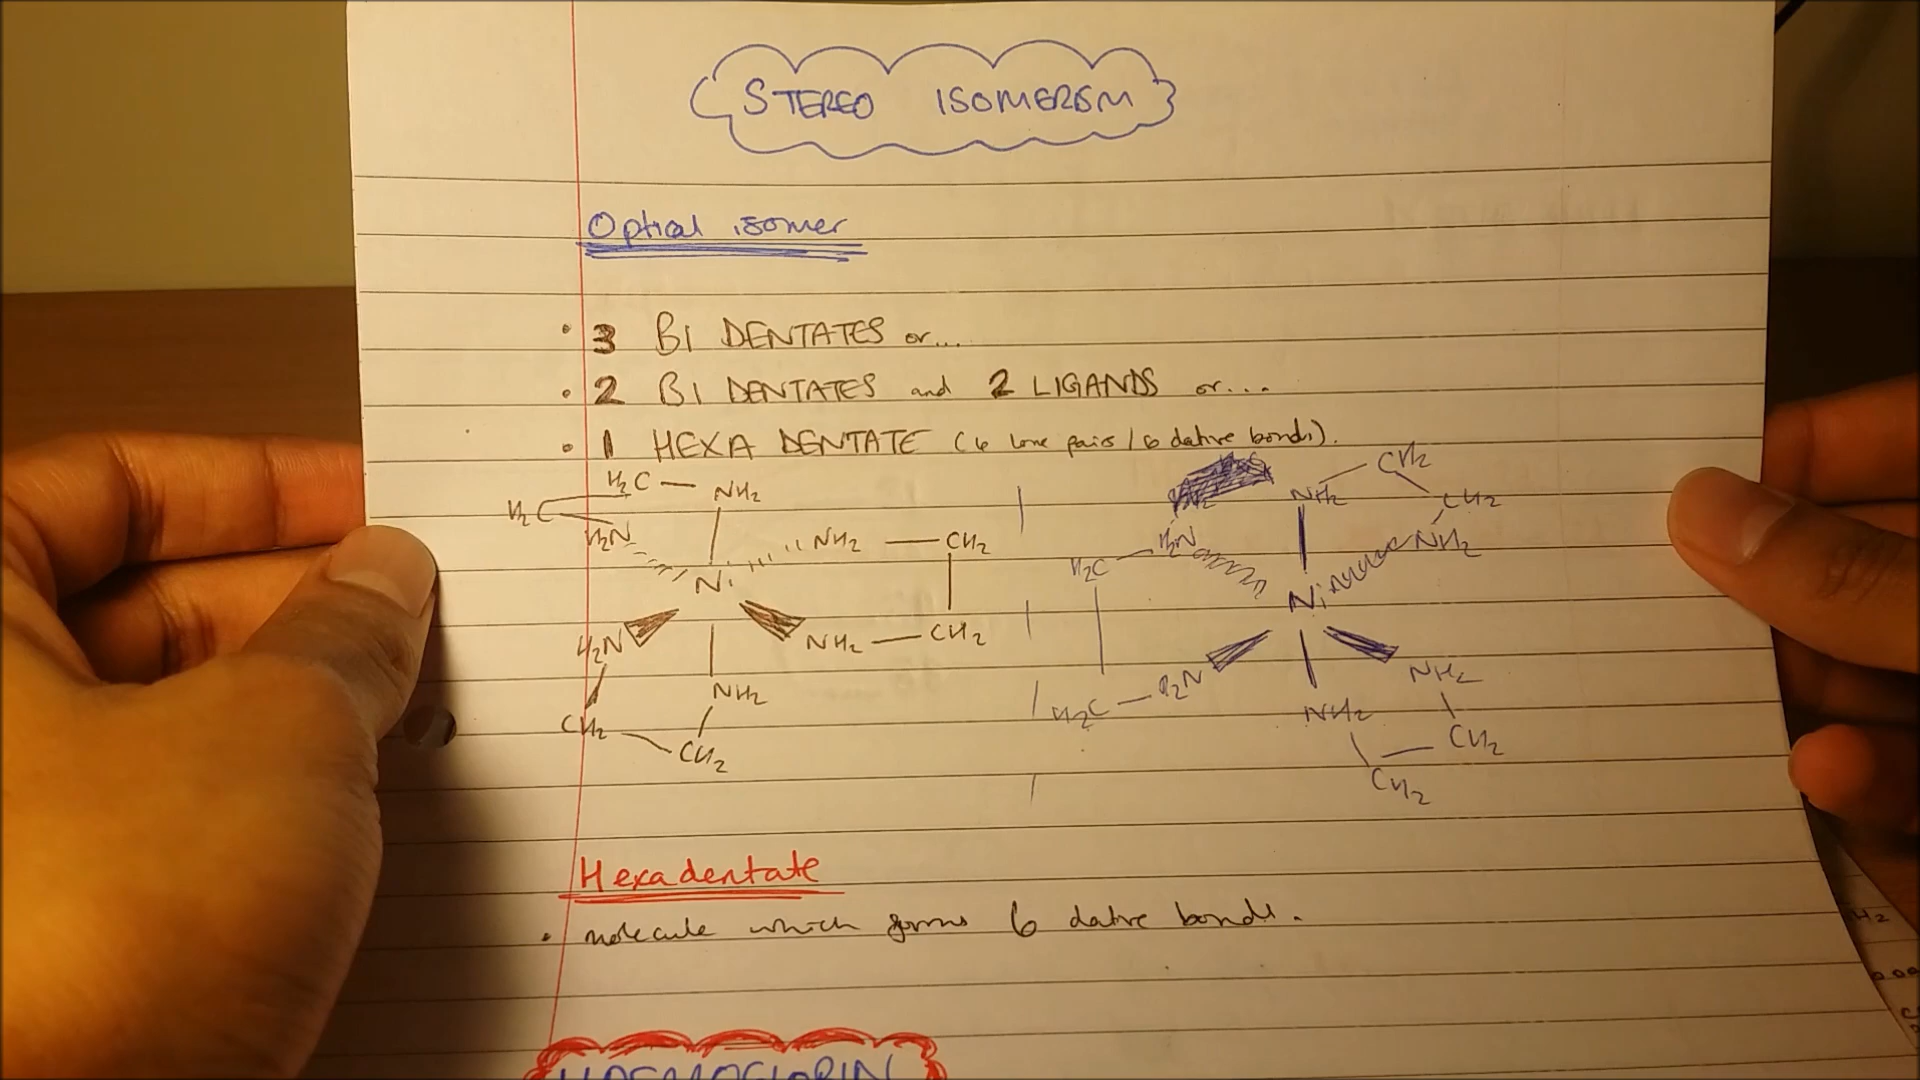 STEREO ISOMERISM
Optical isomer
• 3 BI DENTATES or...
• 2 BI DENTATES and 2 LIGANDS or...
• 1 HEXA DENTATE (6 lone pairs / 6 dative bonds).
H2C — NH2
H2C
H2N
NH2 — CH2
Ni
H2N
NH2 — CH2
NH2
CH2
CH2
NH2
CH2
CH2
H2N
NH2
H2C
Ni
H2C — H2N
NH2
NH2
CH2
CH2
Hexadentate
• molecule which forms 6 dative bonds.
HAEMOGLOBIN